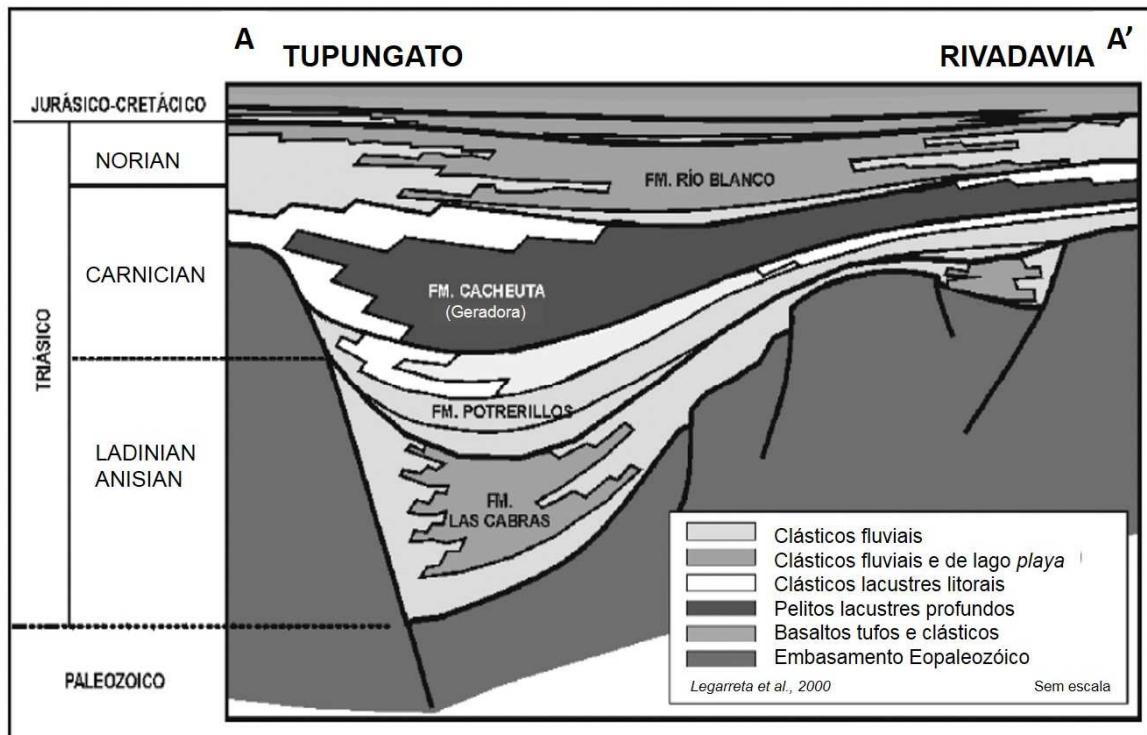 A
TUPUNGATO
RIVADAVIA
A'
JURÁSICO-CRETÁCICO
NORIAN
CARNICIAN
TRIÁSICO
LADINIAN
ANISIAN
PALEOZOICO
FM. RÍO BLANCO
FM. CACHEUTA
(Geradora)
FM. POTRERILLOS
FM.
LAS CABRAS
Clásticos fluviais
Clásticos fluviais e de lago playa
Clásticos lacustres litorais
Pelitos lacustres profundos
Basaltos tufos e clásticos
Embasamento Eopaleozóico
Legarreta et al., 2000
Sem escala